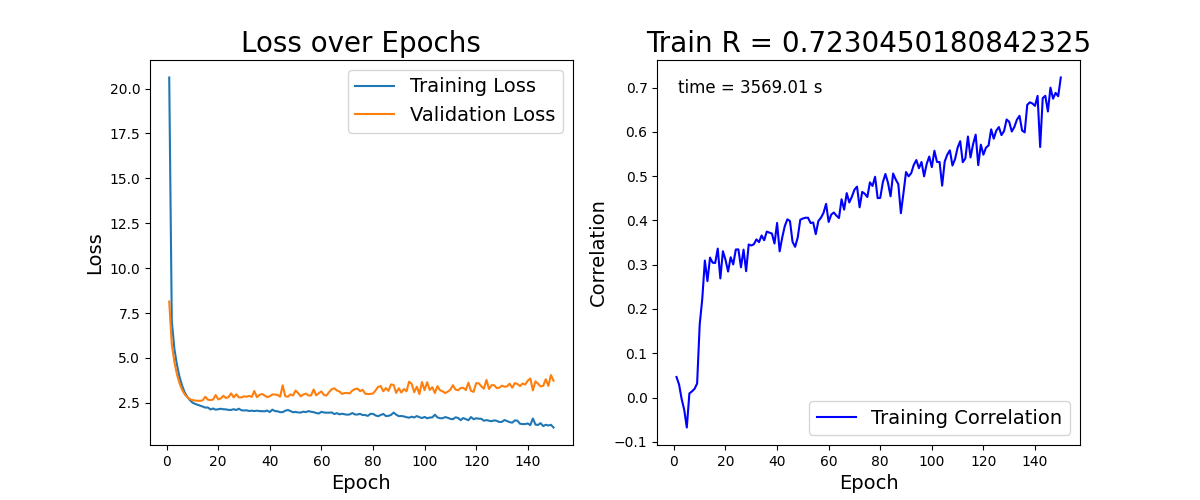 Loss over Epochs
Training Loss
Validation Loss
20.0
17.5
15.0
12.5
10.0
7.5
5.0
2.5
Loss
0 20 40 60 80 100 120 140
Epoch
Train R = 0.7230450180842325
time = 3569.01 s
0.7
0.6
0.5
0.4
0.3
0.2
0.1
0.0
−0.1
Correlation
Training Correlation
0 20 40 60 80 100 120 140
Epoch